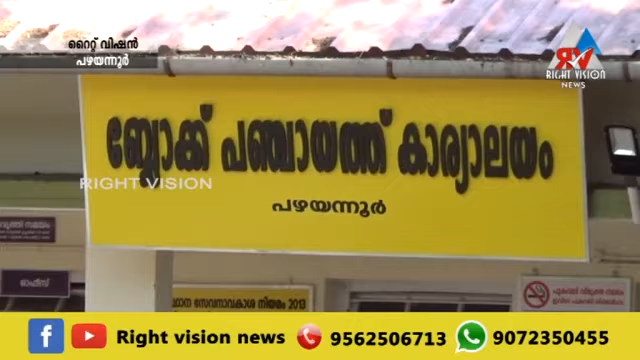 റൈറ്റ് വിഷൻ
പഴയന്നൂർ
RIGHT VISION
NEWS
ബ്ലോക്ക് പഞ്ചായത്ത് കാര്യാലയം
RIGHT VISION
പഴയന്നൂർ
ഓഫീസ്
സേവനാവകാശ നിയമം 2013
Right vision news 9562506713 9072350455